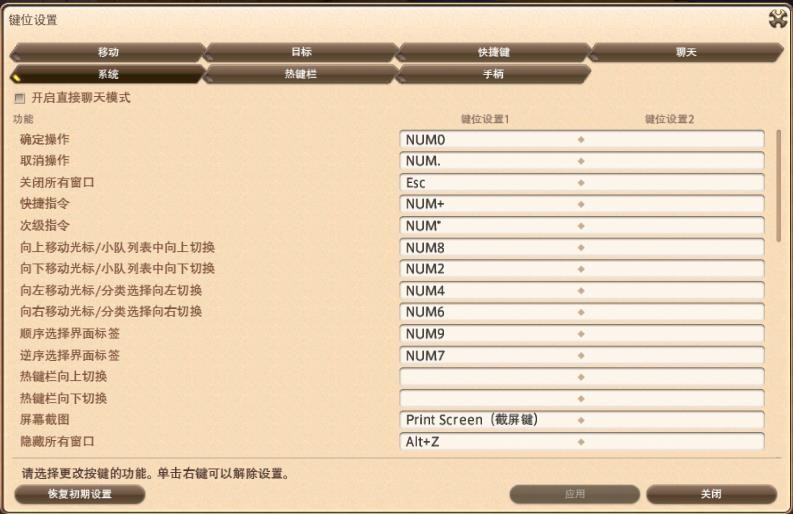 键位设置
移动 目标 快捷键 聊天
系统 热键栏 手柄
开启直接聊天模式
功能 键位设置1 键位设置2
确定操作 NUM0
取消操作 NUM.
关闭所有窗口 Esc
快捷指令 NUM+
次级指令 NUM*
向上移动光标/小队列表中向上切换 NUM8
向下移动光标/小队列表中向下切换 NUM2
向左移动光标/分类选择向左切换 NUM4
向右移动光标/分类选择向右切换 NUM6
顺序选择界面标签 NUM9
逆序选择界面标签 NUM7
热键栏向上切换
热键栏向下切换
屏幕截图 Print Screen（截屏键）
隐藏所有窗口 Alt+Z
请选择更改按键的功能。单击右键可以解除设置。
恢复初期设置 应用 关闭